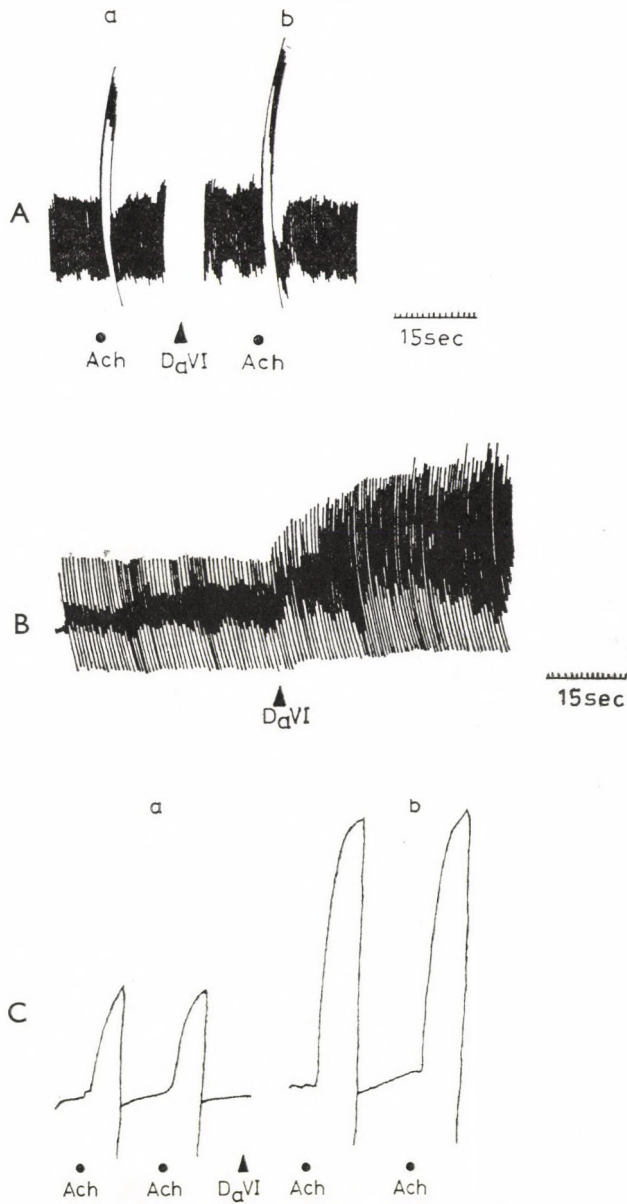 a b
A
15sec
Ach DaVI Ach
B
15sec
DaVI
a b
C
Ach Ach DaVI Ach Ach